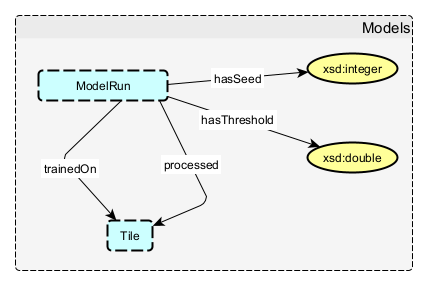 Models
xsd:integer
hasSeed
ModelRun
hasThreshold
xsd:double
trainedOn
processed
Tile